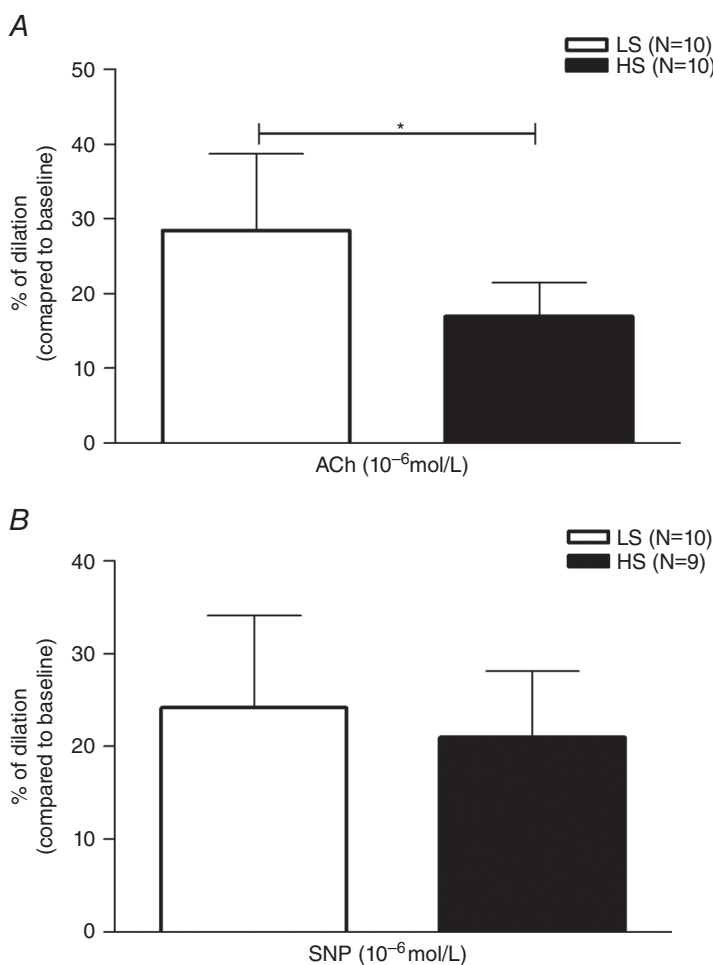 A
LS (N=10)
HS (N=10)
50
40
30
20
10
0
*
% of dilation
(comapred to baseline)
ACh (10⁻⁶mol/L)
B
LS (N=10)
HS (N=9)
40
30
20
10
0
% of dilation
(compared to baseline)
SNP (10⁻⁶mol/L)